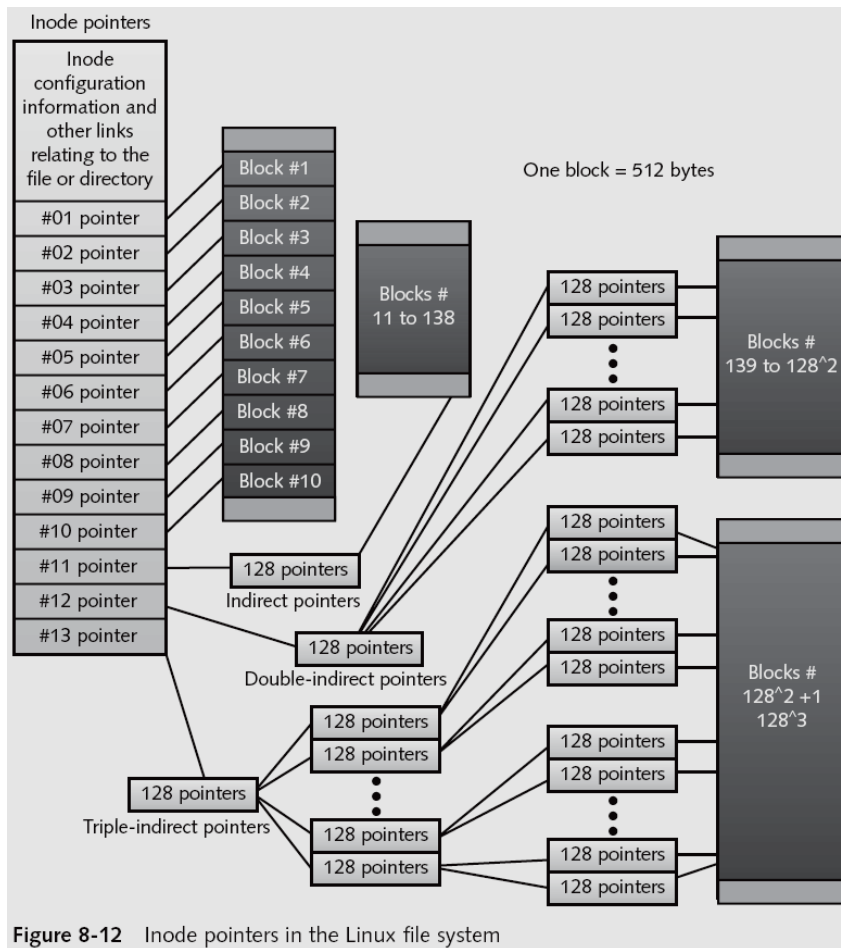 Inode pointers
Inode
configuration
information and
other links
relating to the
file or directory
#01 pointer
#02 pointer
#03 pointer
#04 pointer
#05 pointer
#06 pointer
#07 pointer
#08 pointer
#09 pointer
#10 pointer
#11 pointer
#12 pointer
#13 pointer
Block #1
Block #2
Block #3
Block #4
Block #5
Block #6
Block #7
Block #8
Block #9
Block #10
128 pointers
Indirect pointers
Blocks #
11 to 138
One block = 512 bytes
128 pointers
Double-indirect pointers
128 pointers
128 pointers
128 pointers
128 pointers
Blocks #
139 to 128^2
128 pointers
Triple-indirect pointers
128 pointers
128 pointers
128 pointers
128 pointers
128 pointers
128 pointers
128 pointers
128 pointers
128 pointers
128 pointers
128 pointers
128 pointers
Blocks #
128^2 +1
128^3
Figure 8-12 Inode pointers in the Linux file system